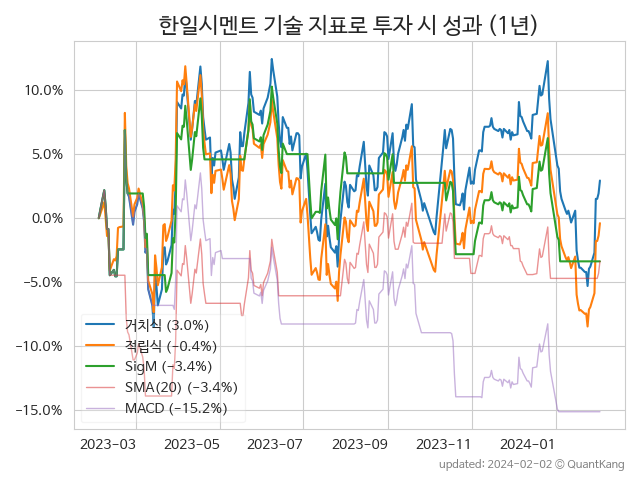 한일시멘트 기술 지표로 투자 시 성과 (1년)
10.0%
5.0%
0.0%
−5.0%
−10.0%
−15.0%
거치식 (3.0%)
적립식 (−0.4%)
SigM (−3.4%)
SMA(20) (−3.4%)
MACD (−15.2%)
2023-03 2023-05 2023-07 2023-09 2023-11 2024-01
updated: 2024-02-02 © QuantKang